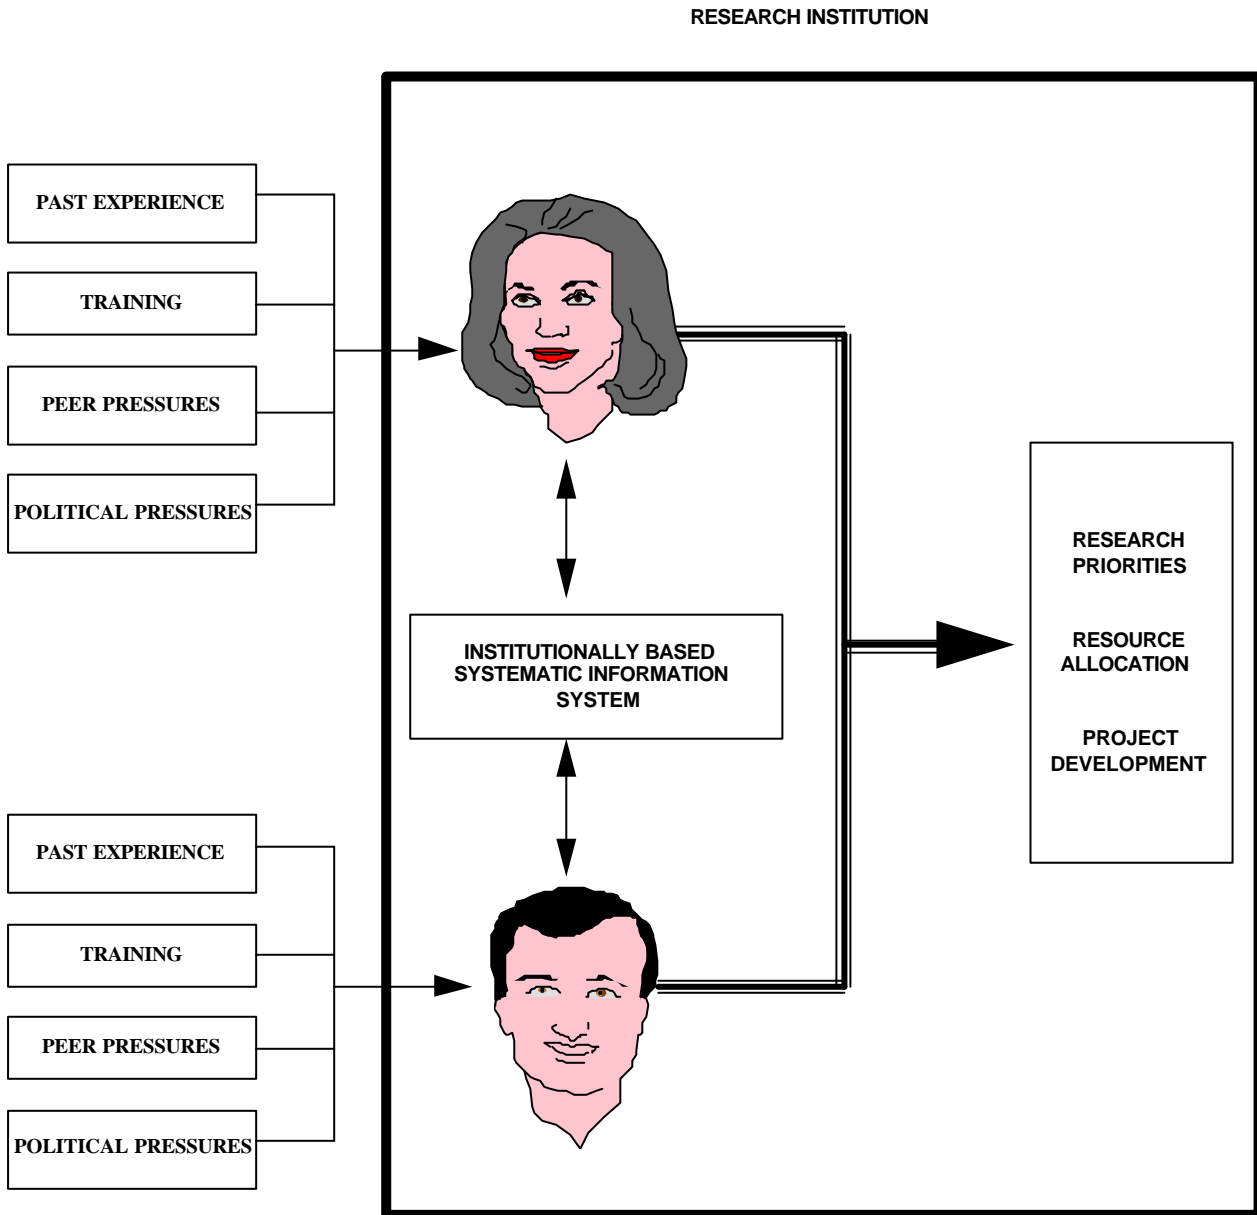 RESEARCH INSTITUTION
PAST EXPERIENCE
TRAINING
PEER PRESSURES
POLITICAL PRESSURES
INSTITUTIONALLY BASED
SYSTEMATIC INFORMATION
SYSTEM
RESEARCH
PRIORITIES
RESOURCE
ALLOCATION
PROJECT
DEVELOPMENT
PAST EXPERIENCE
TRAINING
PEER PRESSURES
POLITICAL PRESSURES